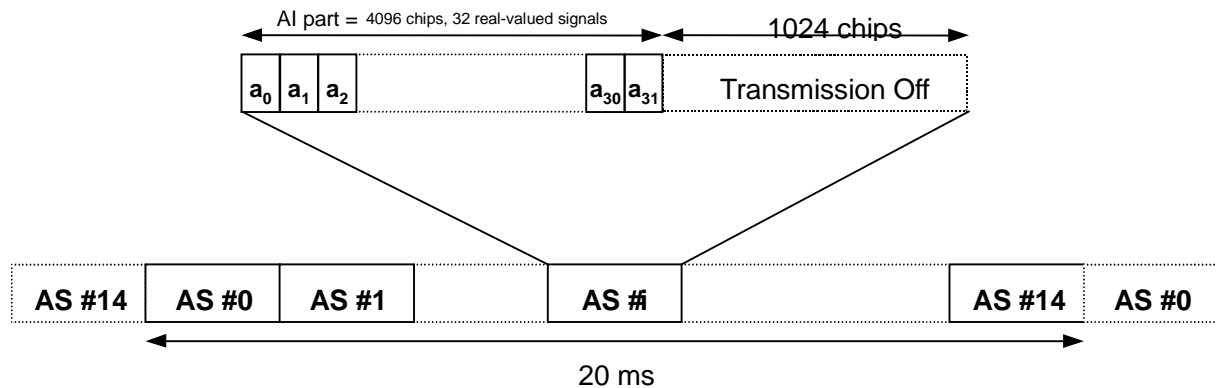 AI part = 4096 chips, 32 real-valued signals
1024 chips
a0 a1 a2 a30 a31 Transmission Off
AS #14 AS #0 AS #1 AS #i AS #14 AS #0
20 ms